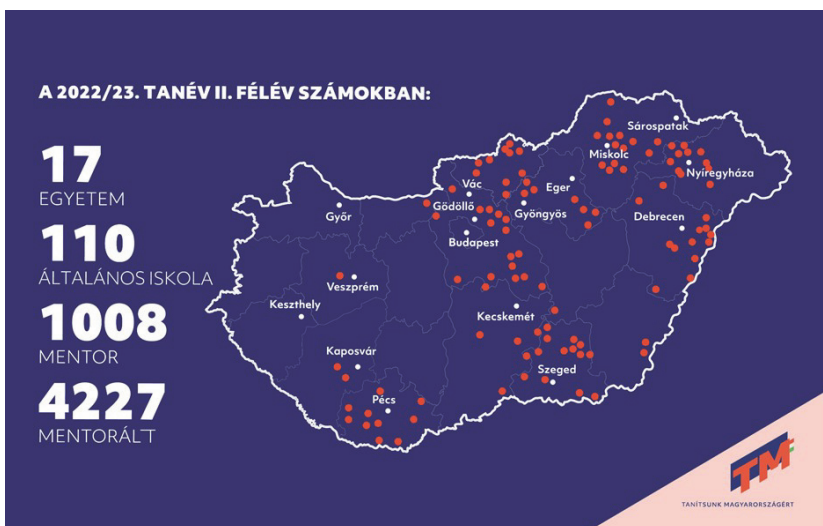 A 2022/23. TANÉV II. FÉLÉV SZÁMOKBAN:
17
EGYETEM
110
ÁLTALÁNOS ISKOLA
1008
MENTOR
4227
MENTORÁLT
Sárospatak
Miskolc
Nyíregyháza
Eger
Vác
Gödöllő
Gyöngyös
Győr
Debrecen
Budapest
Veszprém
Keszthely
Kecskemét
Kaposvár
Szeged
Pécs
TM
TANÍTSUNK MAGYARORSZÁGÉRT